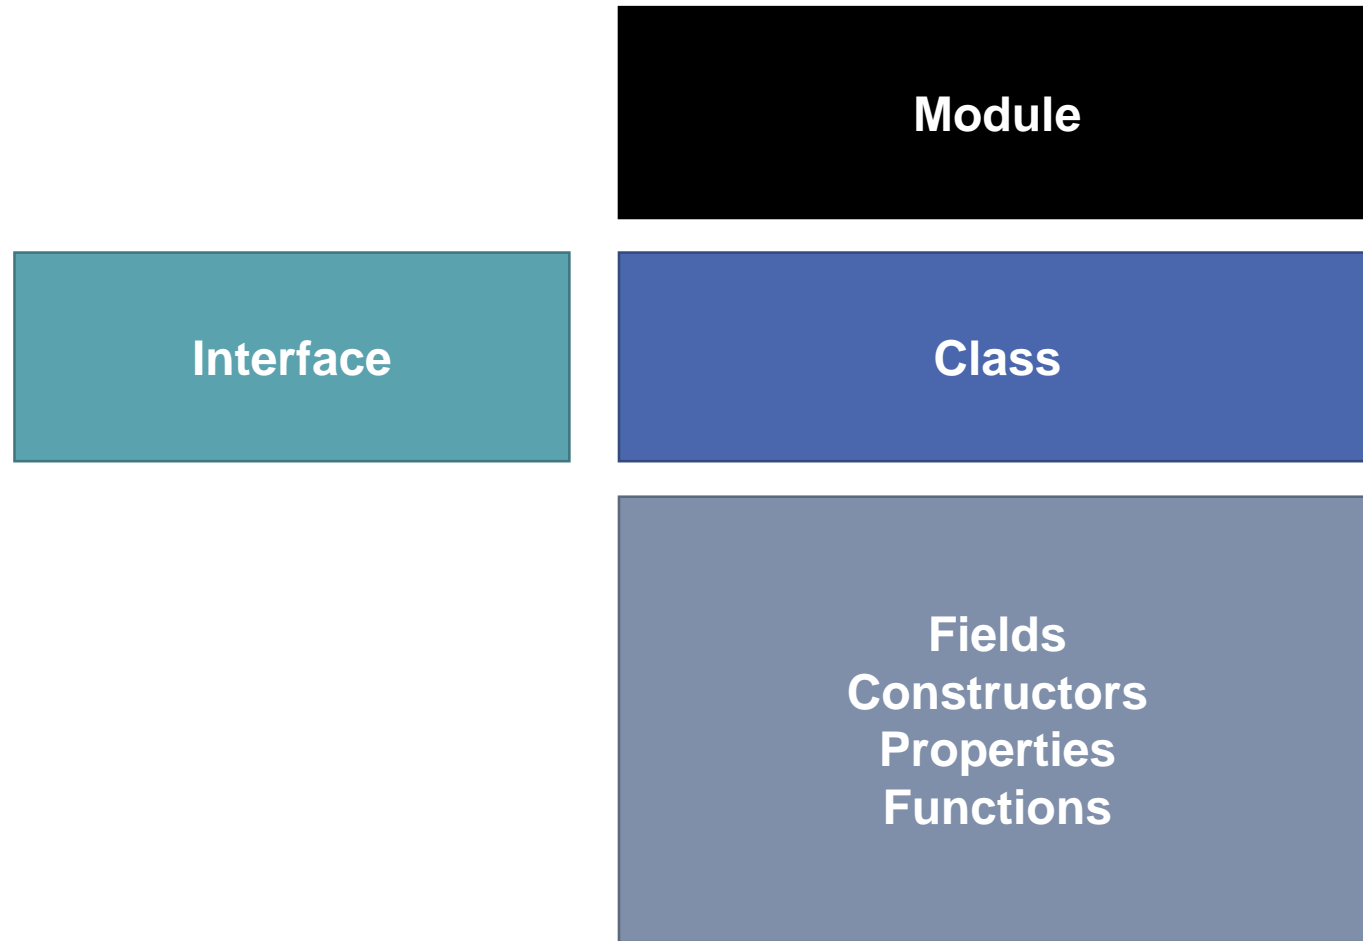 Module
Interface
Class
Fields
Constructors
Properties
Functions